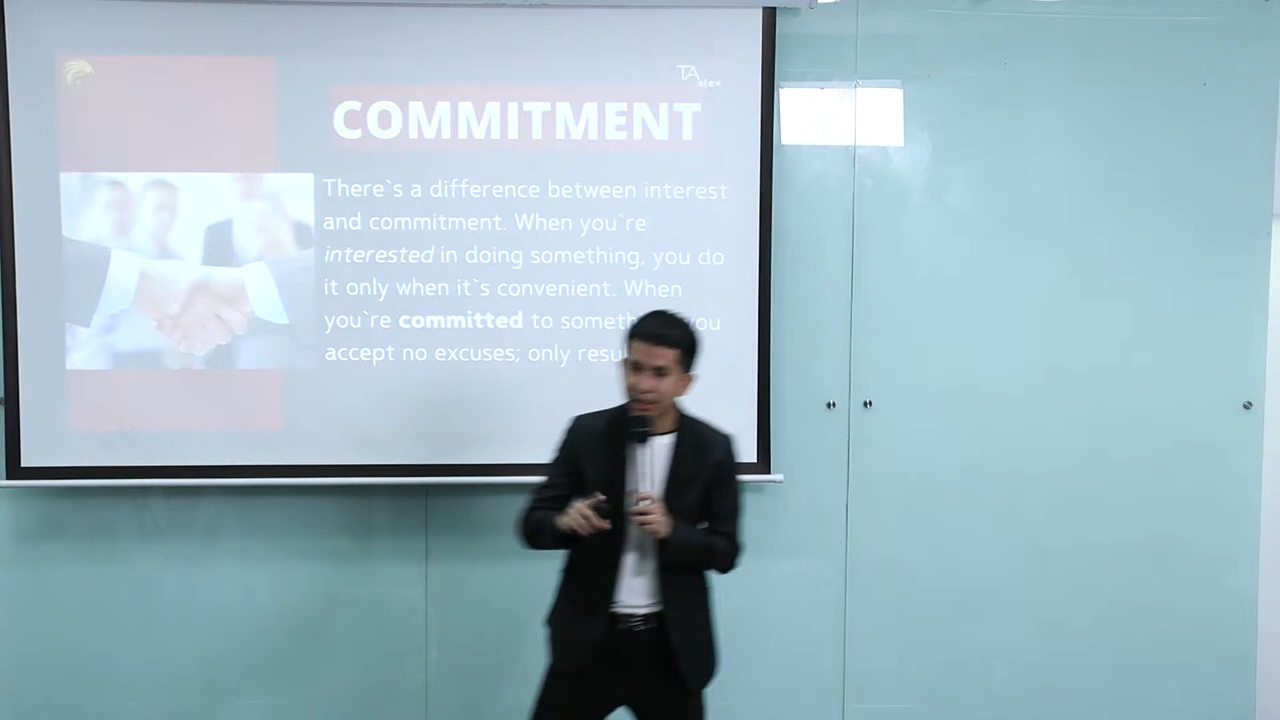 TA
COMMITMENT
There`s a difference between interest
and commitment. When you`re
interested in doing something, you do
it only when it`s convenient. When
you`re committed to you
accept no excuses; only